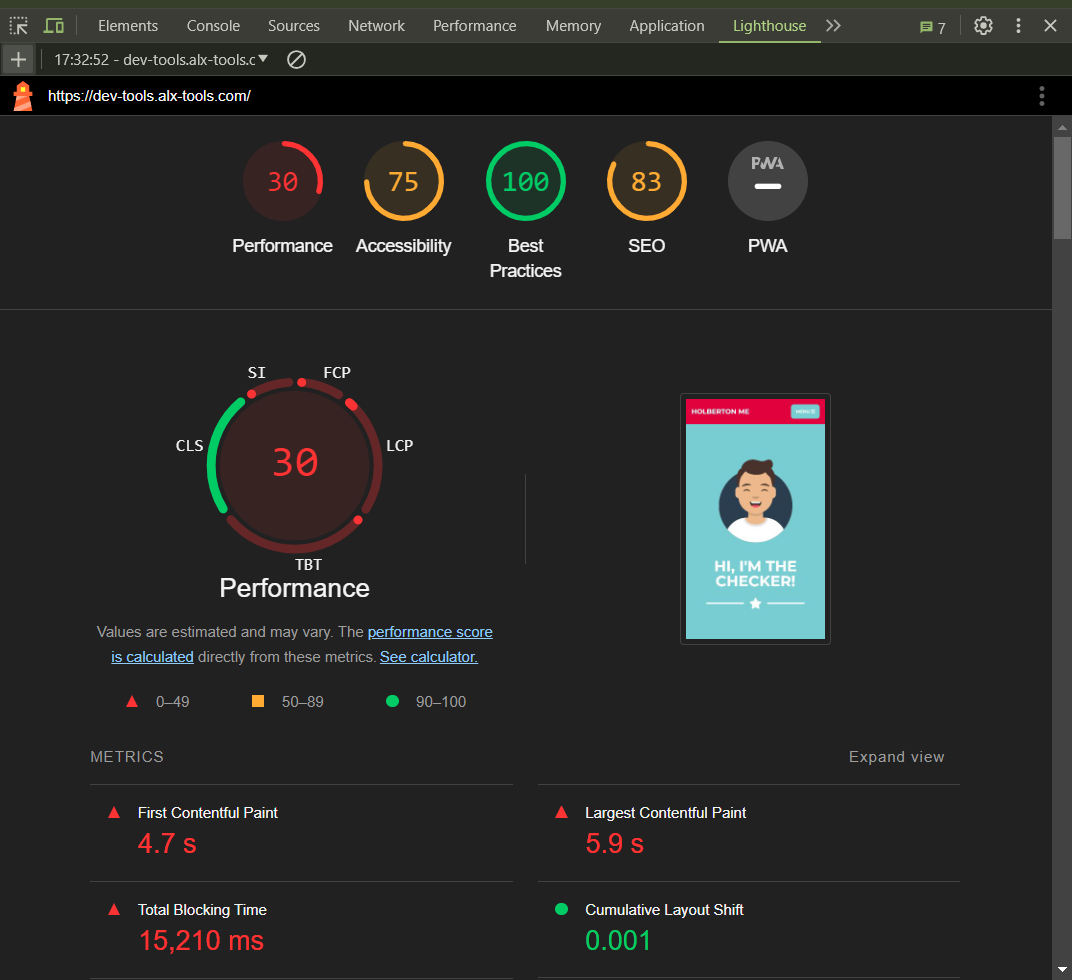 Elements Console Sources Network Performance Memory Application Lighthouse 7
17:32:52 - dev-tools.alx-tools.c
https://dev-tools.alx-tools.com/
30 75 100 83 PWA
Performance Accessibility Best Practices SEO PWA
SI FCP
CLS LCP
30
TBT
Performance
Values are estimated and may vary. The performance score
is calculated directly from these metrics. See calculator.
0–49 50–89 90–100
HOLBERTON ME MENU
HI, I'M THE
CHECKER!
METRICS Expand view
First Contentful Paint
4.7 s
Largest Contentful Paint
5.9 s
Total Blocking Time
15,210 ms
Cumulative Layout Shift
0.001